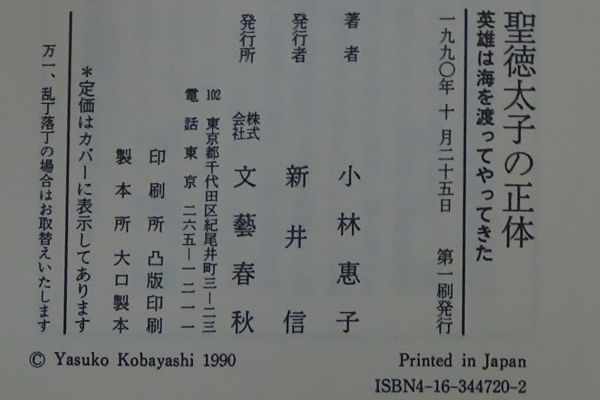 聖徳太子の正体
英雄は海を渡ってやってきた
一九九〇年 十 月二十五日 第一刷発行
著 者 小林惠子
発行者 新井 信
発行所 株式会社 文藝春秋
102 東京都千代田区紀尾井町三―二三
電 話 東 京 二六五―一二一一
印刷所 凸版印刷
製本所 大口製本
*定価はカバーに表示してあります
万一、乱丁落丁の場合はお取替えいたします
© Yasuko Kobayashi 1990
Printed in Japan
ISBN4-16-344720-2